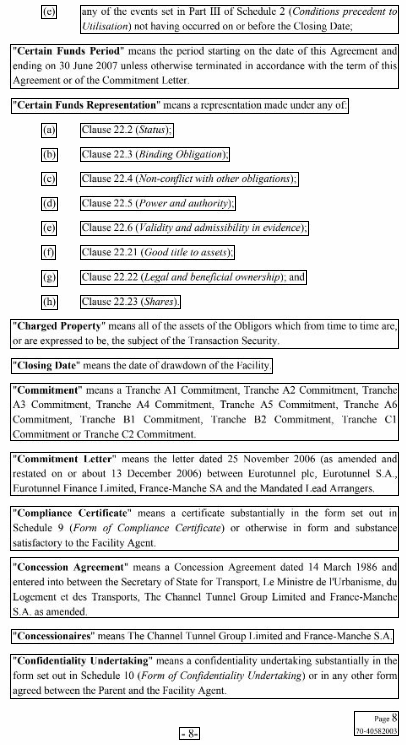 (c) any of the events set in Part III of Schedule 2 (Conditions precedent to
Utilisation) not having occurred on or before the Closing Date;
"Certain Funds Period" means the period starting on the date of this Agreement and
ending on 30 June 2007 unless otherwise terminated in accordance with the term of this
Agreement or of the Commitment Letter.
"Certain Funds Representation" means a representation made under any of:
(a) Clause 22.2 (Status);
(b) Clause 22.3 (Binding Obligation);
(c) Clause 22.4 (Non-conflict with other obligations);
(d) Clause 22.5 (Power and authority);
(e) Clause 22.6 (Validity and admissibility in evidence);
(f) Clause 22.21 (Good title to assets);
(g) Clause 22.22 (Legal and beneficial ownership); and
(h) Clause 22.23 (Shares).
"Charged Property" means all of the assets of the Obligors which from time to time are,
or are expressed to be, the subject of the Transaction Security.
"Closing Date" means the date of drawdown of the Facility.
"Commitment" means a Tranche A1 Commitment, Tranche A2 Commitment, Tranche
A3 Commitment, Tranche A4 Commitment, Tranche A5 Commitment, Tranche A6
Commitment, Tranche B1 Commitment, Tranche B2 Commitment, Tranche C1
Commitment or Tranche C2 Commitment.
"Commitment Letter" means the letter dated 25 November 2006 (as amended and
restated on or about 13 December 2006) between Eurotunnel plc, Eurotunnel S.A.,
Eurotunnel Finance Limited, France-Manche SA and the Mandated Lead Arrangers.
"Compliance Certificate" means a certificate substantially in the form set out in
Schedule 9 (Form of Compliance Certificate) or otherwise in form and substance
satisfactory to the Facility Agent.
"Concession Agreement" means a Concession Agreement dated 14 March 1986 and
entered into between the Secretary of State for Transport, Le Ministre de l'Urbanisme, du
Logement et des Transports, The Channel Tunnel Group Limited and France-Manche
S.A. as amended.
"Concessionaires" means The Channel Tunnel Group Limited and France-Manche S.A.
"Confidentiality Undertaking" means a confidentiality undertaking substantially in the
form set out in Schedule 10 (Form of Confidentiality Undertaking) or in any other form
agreed between the Parent and the Facility Agent.
Page 8
- 8-
70-40582003